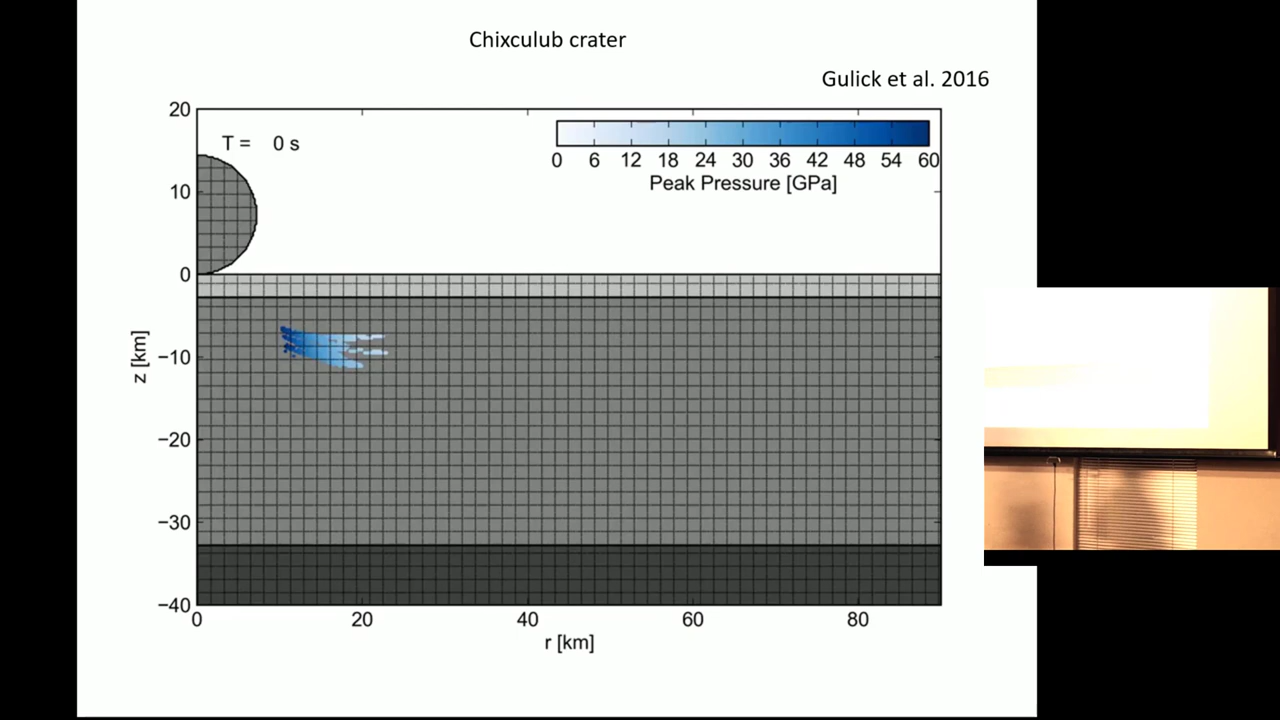 Chixculub crater
Gulick et al. 2016
20
10
0
−10
−20
−30
−40
z [km]
T = 0 s
0 6 12 18 24 30 36 42 48 54 60
Peak Pressure [GPa]
0 20 40 60 80
r [km]